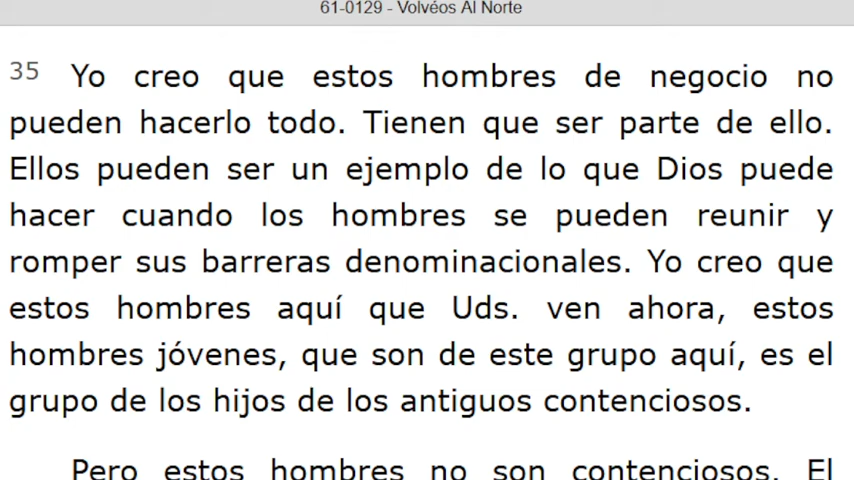 61-0129 - Volvéos Al Norte
35 Yo creo que estos hombres de negocio no
pueden hacerlo todo. Tienen que ser parte de ello.
Ellos pueden ser un ejemplo de lo que Dios puede
hacer cuando los hombres se pueden reunir y
romper sus barreras denominacionales. Yo creo que
estos hombres aquí que Uds. ven ahora, estos
hombres jóvenes, que son de este grupo aquí, es el
grupo de los hijos de los antiguos contenciosos.
Pero estos hombres no son contenciosos. El